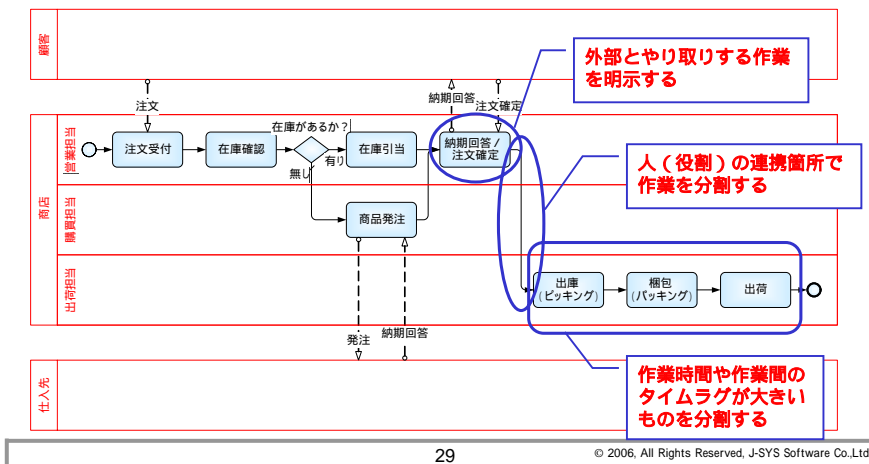 顧客
外部とやり取りする作業
を明示する
納期回答
注文
注文確定
商店
営業担当
注文受付
在庫確認
在庫があるか?
有り
無し
在庫引当
納期回答/
注文確定
人(役割)の連携箇所で
作業を分割する
購買担当
商品発注
出荷担当
出庫
(ピッキング)
梱包
(パッキング)
出荷
発注
納期回答
作業時間や作業間の
タイムラグが大きい
ものを分割する
仕入先
29
© 2006, All Rights Reserved, J-SYS Software Co.,Ltd